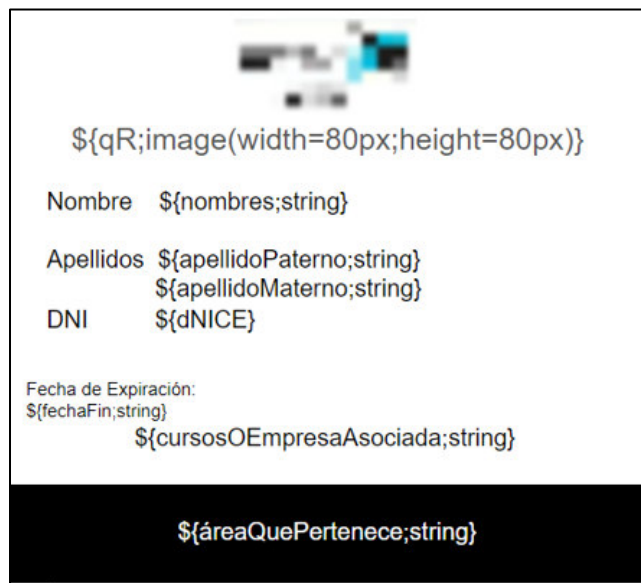 ${qR;image(width=80px;height=80px)}
Nombre ${nombres;string}
Apellidos ${apellidoPaterno;string}
${apellidoMaterno;string}
DNI ${dNICE}
Fecha de Expiración:
${fechaFin;string}
${cursosOEmpresaAsociada;string}
${áreaQuePertenece;string}